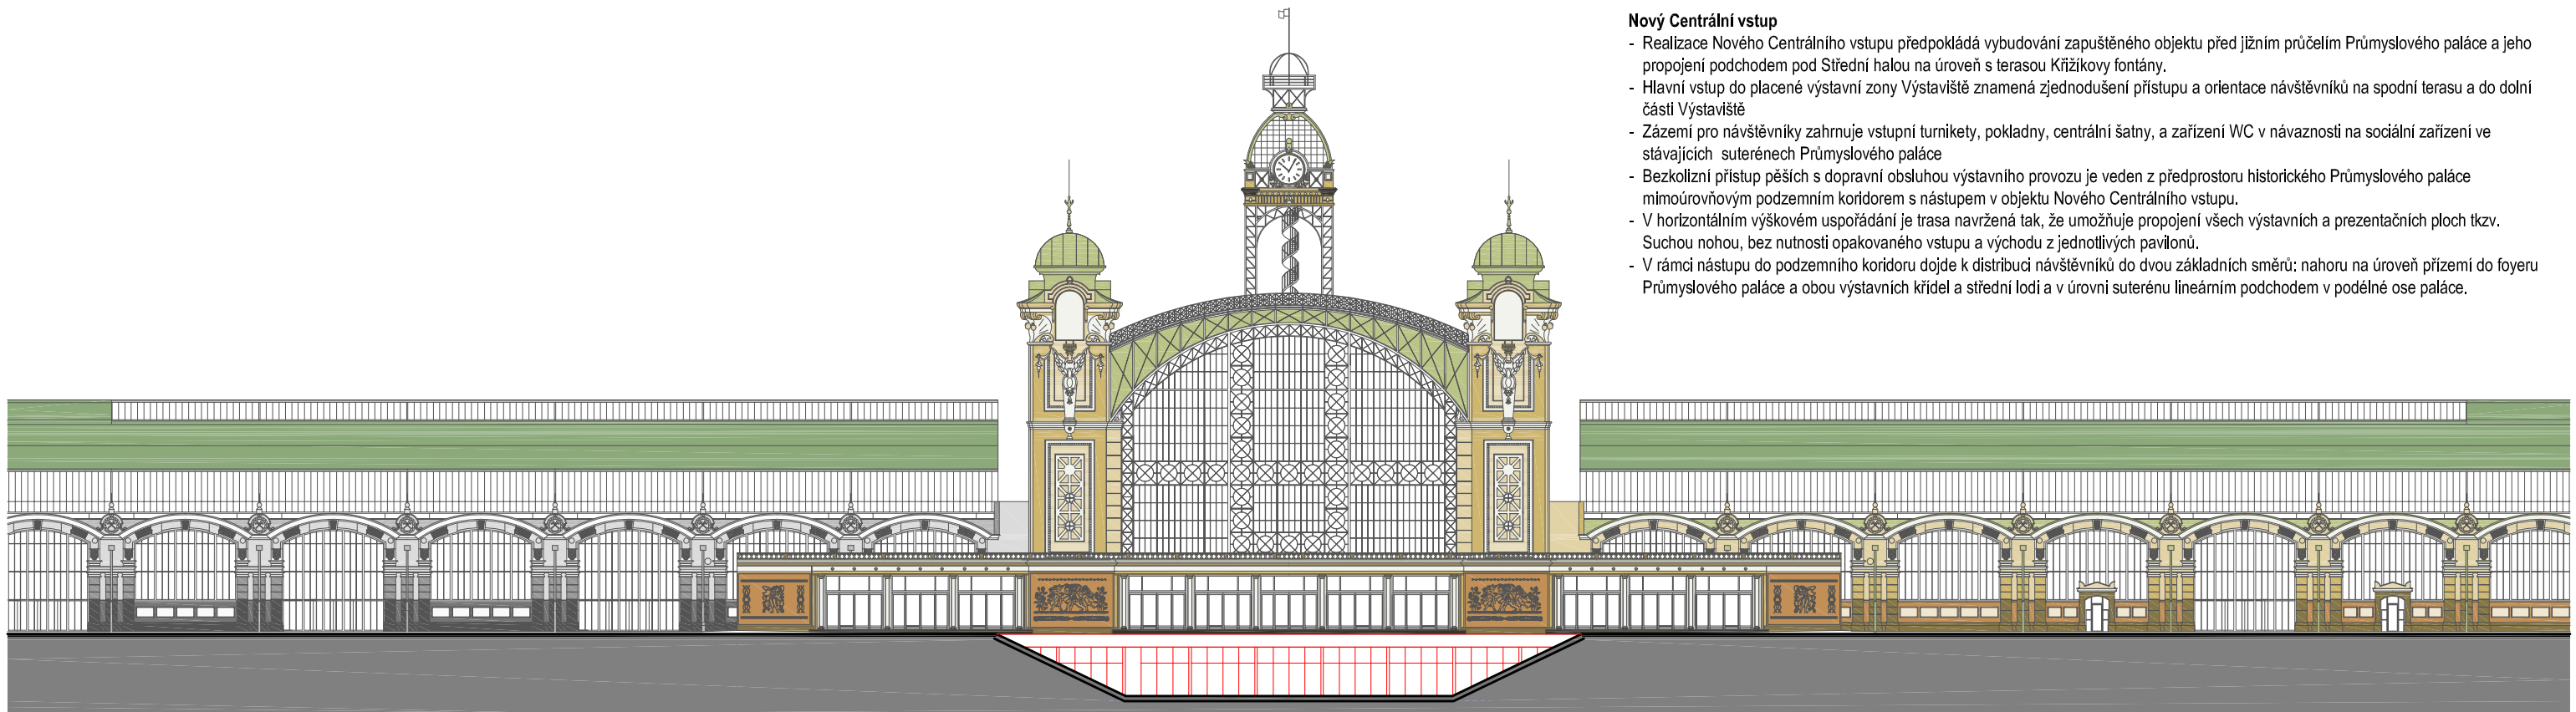 Nový Centrální vstup
- Realizace Nového Centrálního vstupu předpokládá vybudování zapuštěného objektu před jižním průčelím Průmyslového paláce a jeho
propojení podchodem pod Střední halou na úroveň s terasou Křižíkovy fontány.
- Hlavní vstup do placené výstavní zony Výstaviště znamená zjednodušení přístupu a orientace návštěvníků na spodní terasu a do dolní
části Výstaviště
- Zázemí pro návštěvníky zahrnuje vstupní turnikety, pokladny, centrální šatny, a zařízení WC v návaznosti na sociální zařízení ve
stávajících suterénech Průmyslového paláce
- Bezkolizní přístup pěších s dopravní obsluhou výstavního provozu je veden z předprostoru historického Průmyslového paláce
mimoúrovňovým podzemním koridorem s nástupem v objektu Nového Centrálního vstupu.
- V horizontálním výškovém uspořádání je trasa navržená tak, že umožňuje propojení všech výstavních a prezentačních ploch tkzv.
Suchou nohou, bez nutnosti opakovaného vstupu a východu z jednotlivých pavilonů.
- V rámci nástupu do podzemního koridoru dojde k distribuci návštěvníků do dvou základních směrů: nahoru na úroveň přízemí do foyeru
Průmyslového paláce a obou výstavních křídel a střední lodi a v úrovni suterénu lineárním podchodem v podélné ose paláce.